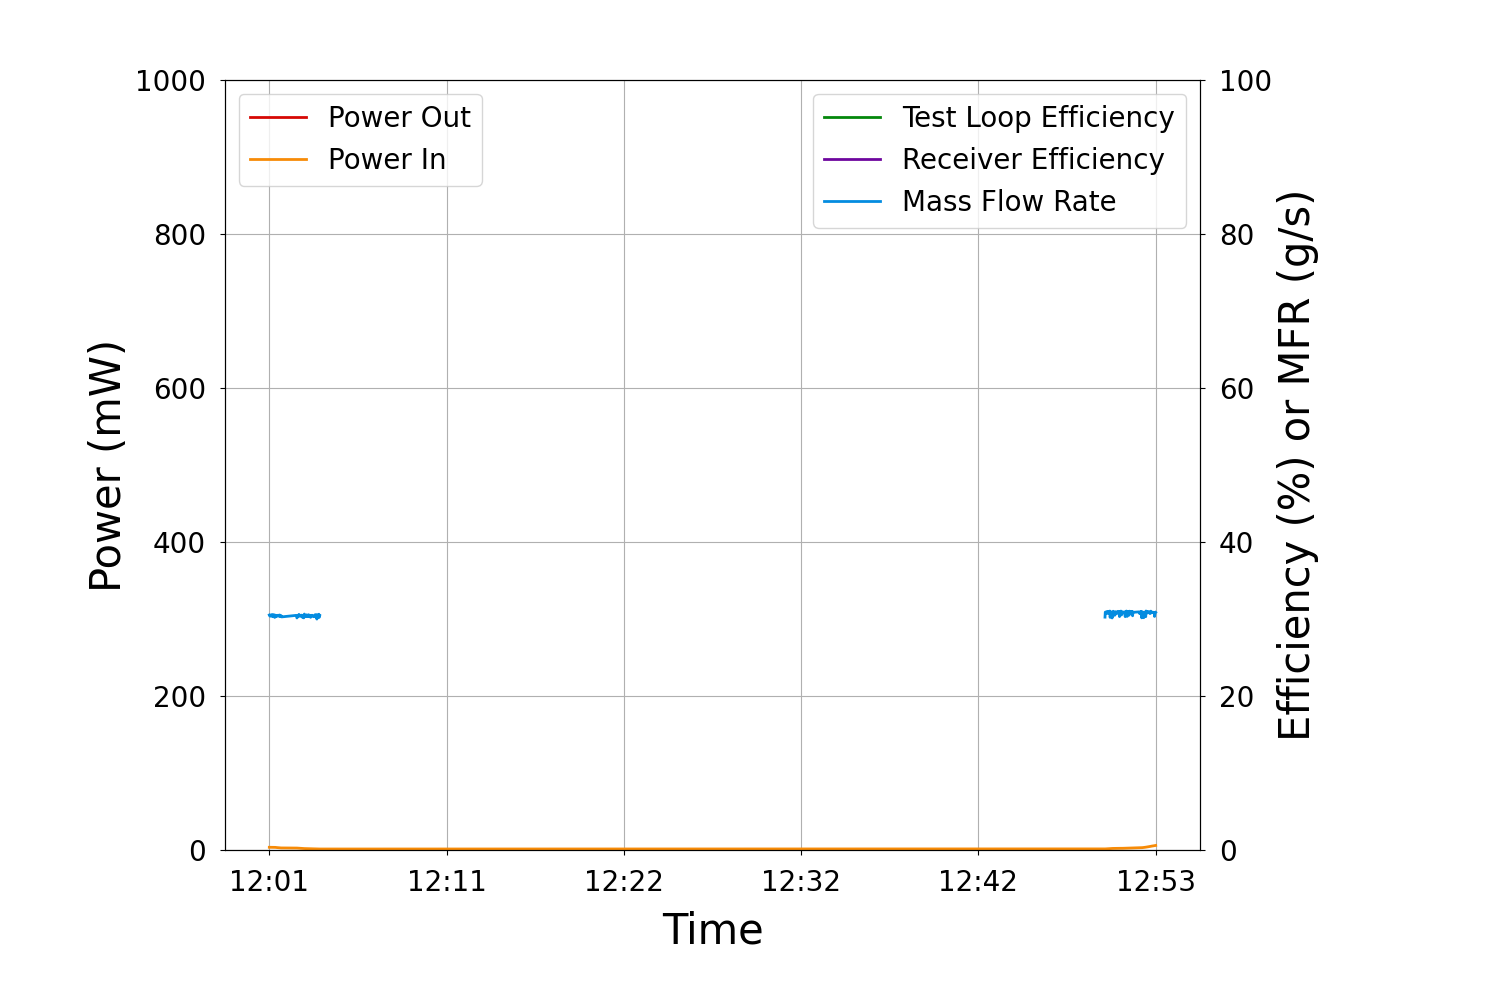 Power Out
Power In
Test Loop Efficiency
Receiver Efficiency
Mass Flow Rate
1000
800
600
400
200
0
Power (mW)
100
80
60
40
20
0
Efficiency (%) or MFR (g/s)
12:01 12:11 12:22 12:32 12:42 12:53
Time